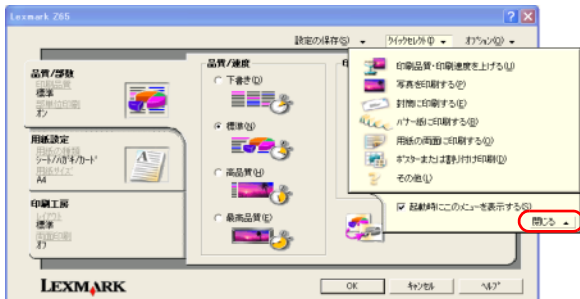 Lexmark Z65
設定の保存(S)
クイックセレクト(I)
オプション(Q)
品質/部数
印刷品質
標準
部単位印刷
オン
用紙設定
用紙の種類
シート/ハガキ/カード
用紙サイズ
A4
印刷工房
レイアウト
標準
両面印刷
オフ
品質/速度
下書き(D)
標準(N)
高品質(H)
最高品質(E)
印刷品質・印刷速度を上げる(U)
写真を印刷する(P)
封筒に印刷する(E)
バナー紙に印刷する(B)
用紙の両面に印刷する(O)
ポスターまたは割り付け印刷(I)
その他(L)
起動時にこのメニューを表示する(S)
閉じる
LEXMARK
OK
キャンセル
ヘルプ